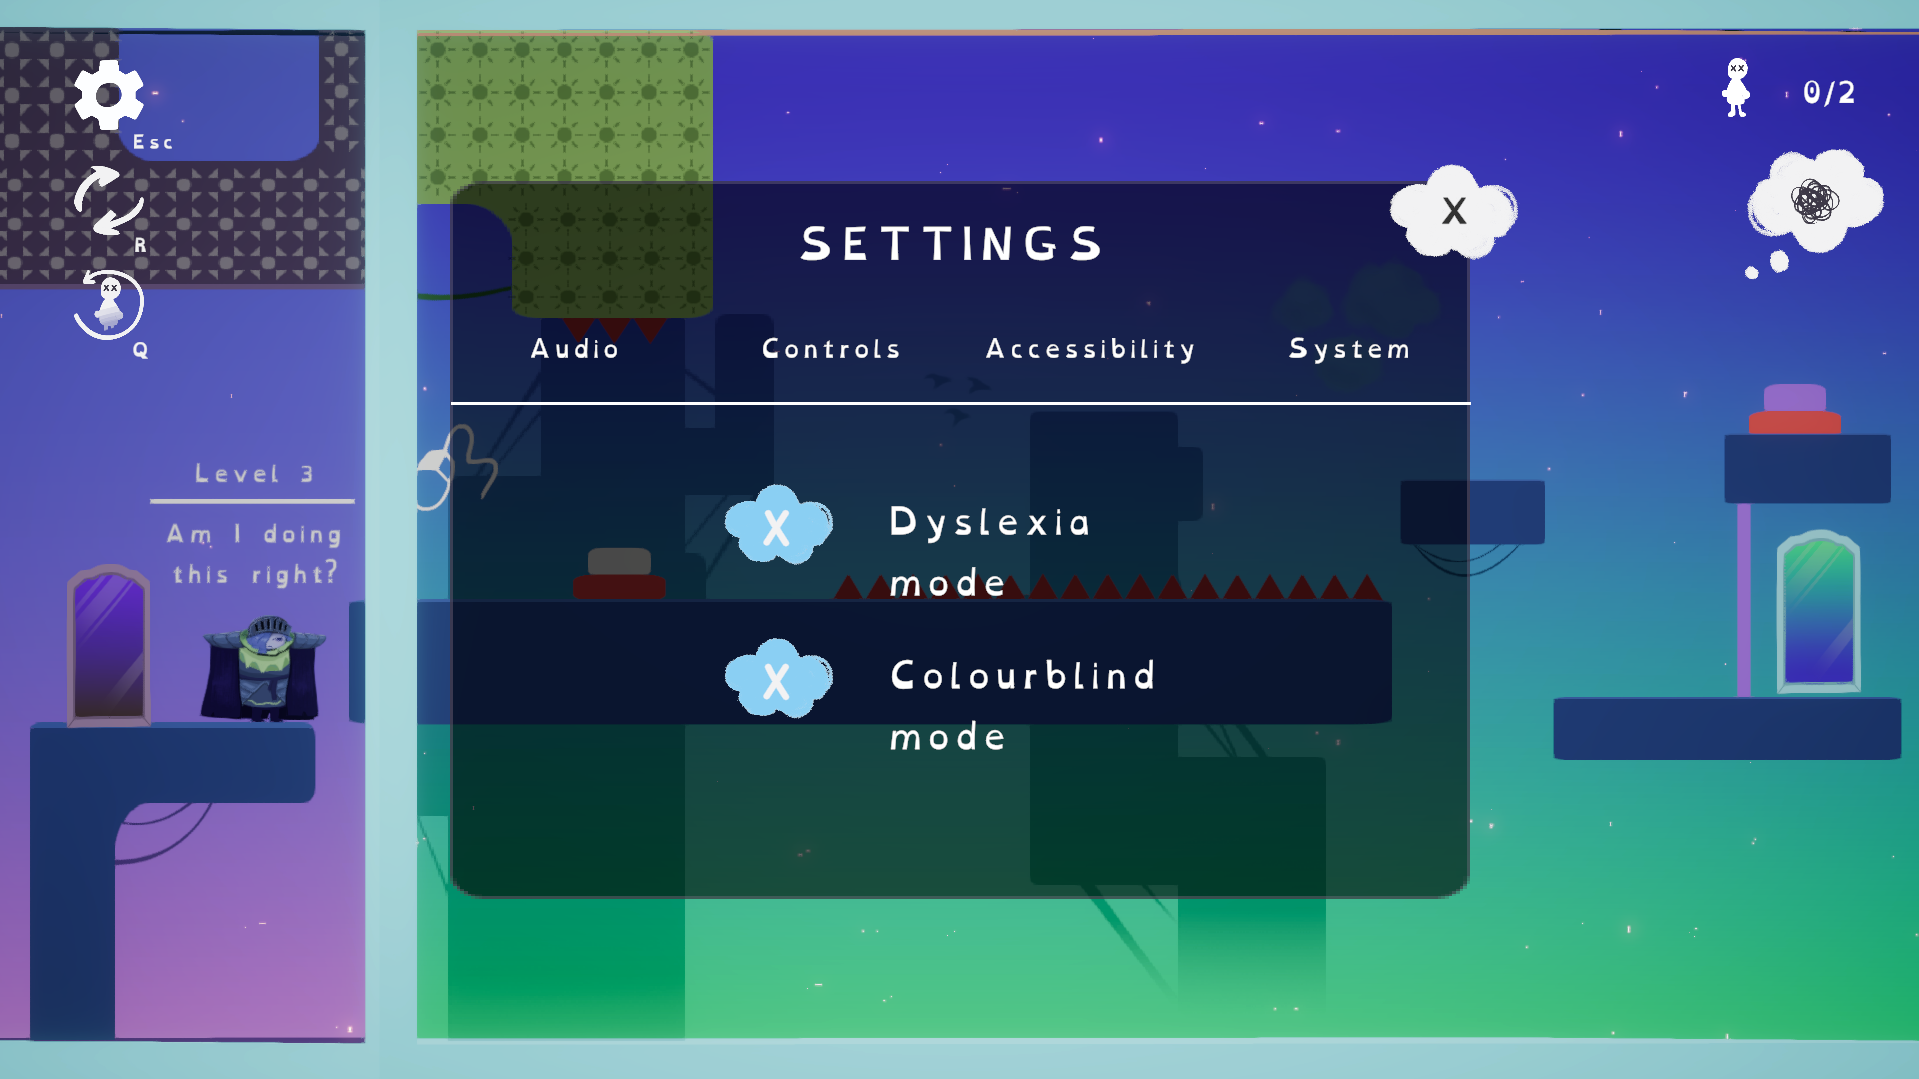 Esc
R
Q
0/2
X
SETTINGS
Audio
Controls
Accessibility
System
Level 3
Am I doing
this right?
X
Dyslexia
mode
X
Colourblind
mode